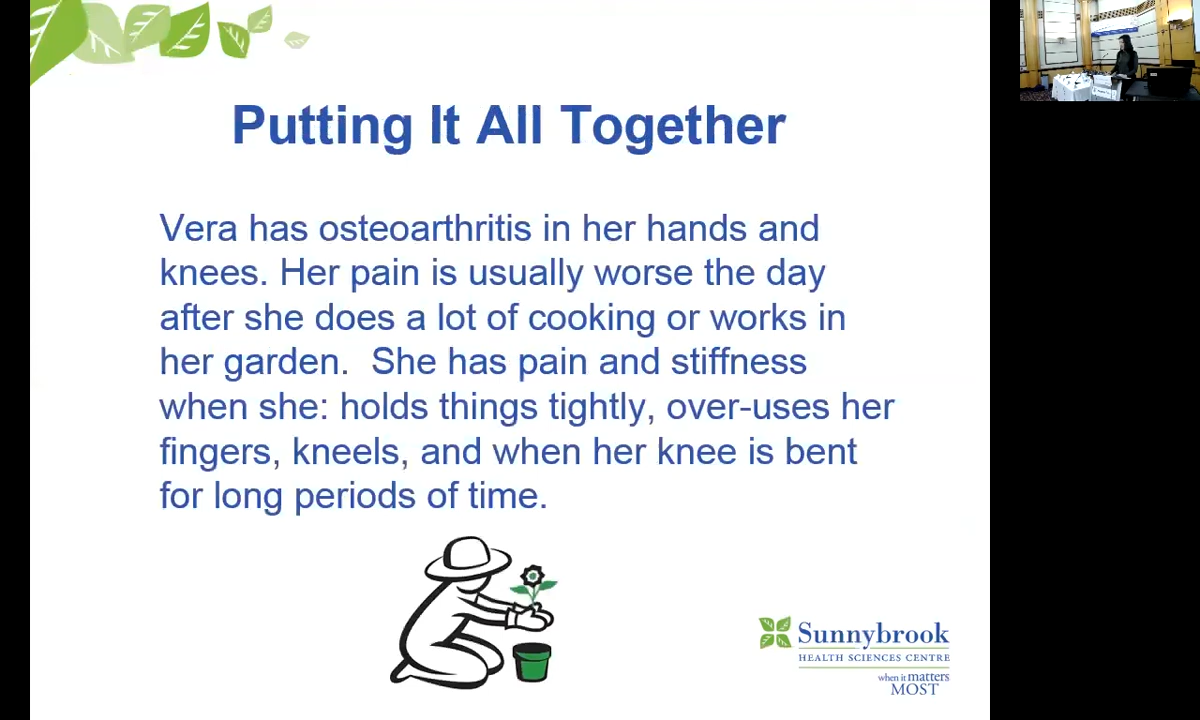 Putting It All Together
Vera has osteoarthritis in her hands and
knees. Her pain is usually worse the day
after she does a lot of cooking or works in
her garden.  She has pain and stiffness
when she: holds things tightly, over-uses her
fingers, kneels, and when her knee is bent
for long periods of time.
Sunnybrook
HEALTH SCIENCES CENTRE
when it matters
MOST